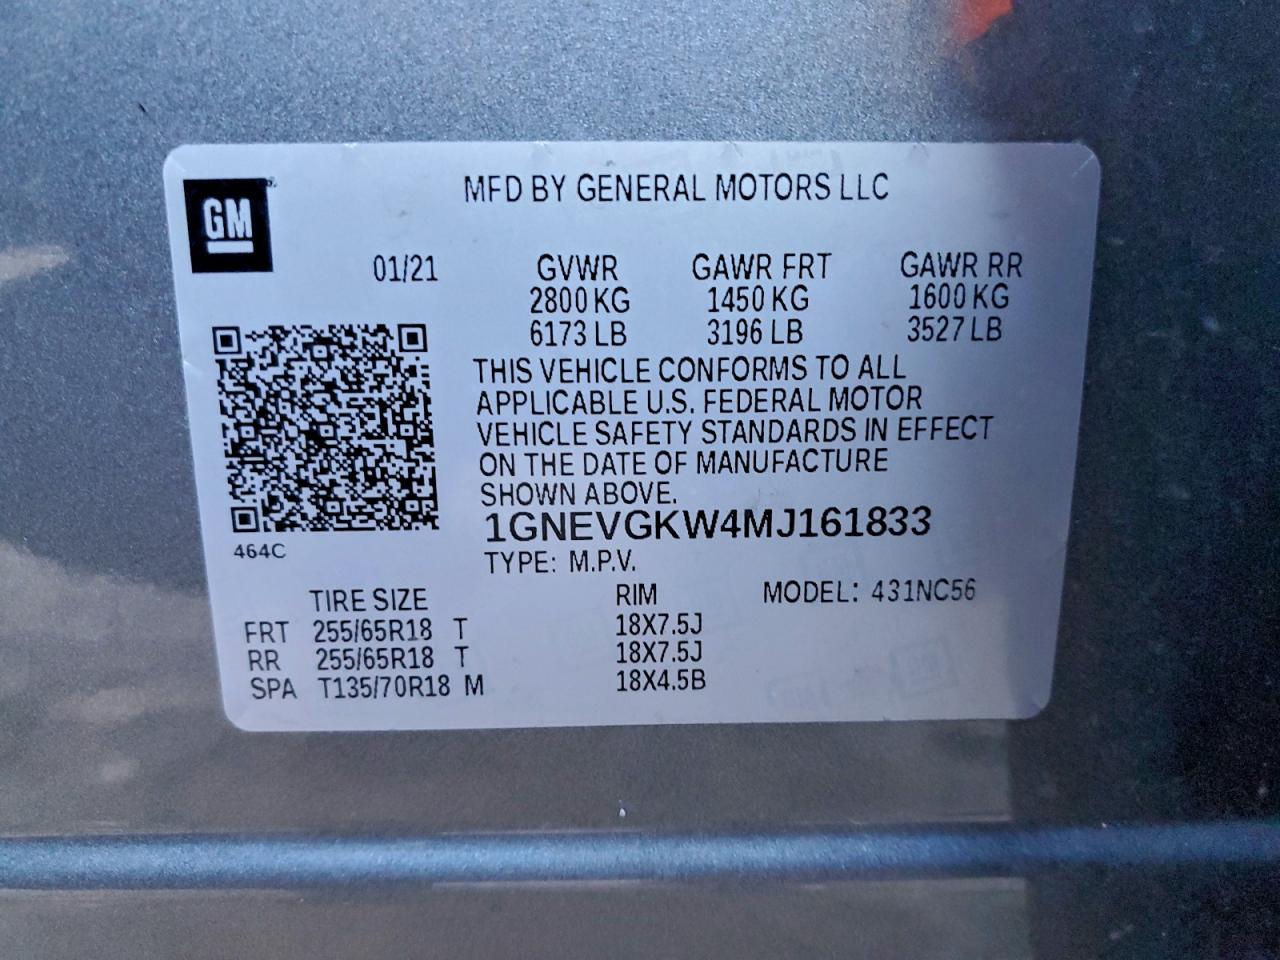 MFD BY GENERAL MOTORS LLC
GM
01/21
GVWR GAWR FRT GAWR RR
2800 KG 1450 KG 1600 KG
6173 LB 3196 LB 3527 LB
THIS VEHICLE CONFORMS TO ALL
APPLICABLE U.S. FEDERAL MOTOR
VEHICLE SAFETY STANDARDS IN EFFECT
ON THE DATE OF MANUFACTURE
SHOWN ABOVE.
1GNEVGKW4MJ161833
464C
TYPE: M.P.V.
TIRE SIZE RIM MODEL: 431NC56
FRT 255/65R18 T 18X7.5J
RR 255/65R18 T 18X7.5J
SPA T135/70R18 M 18X4.5B